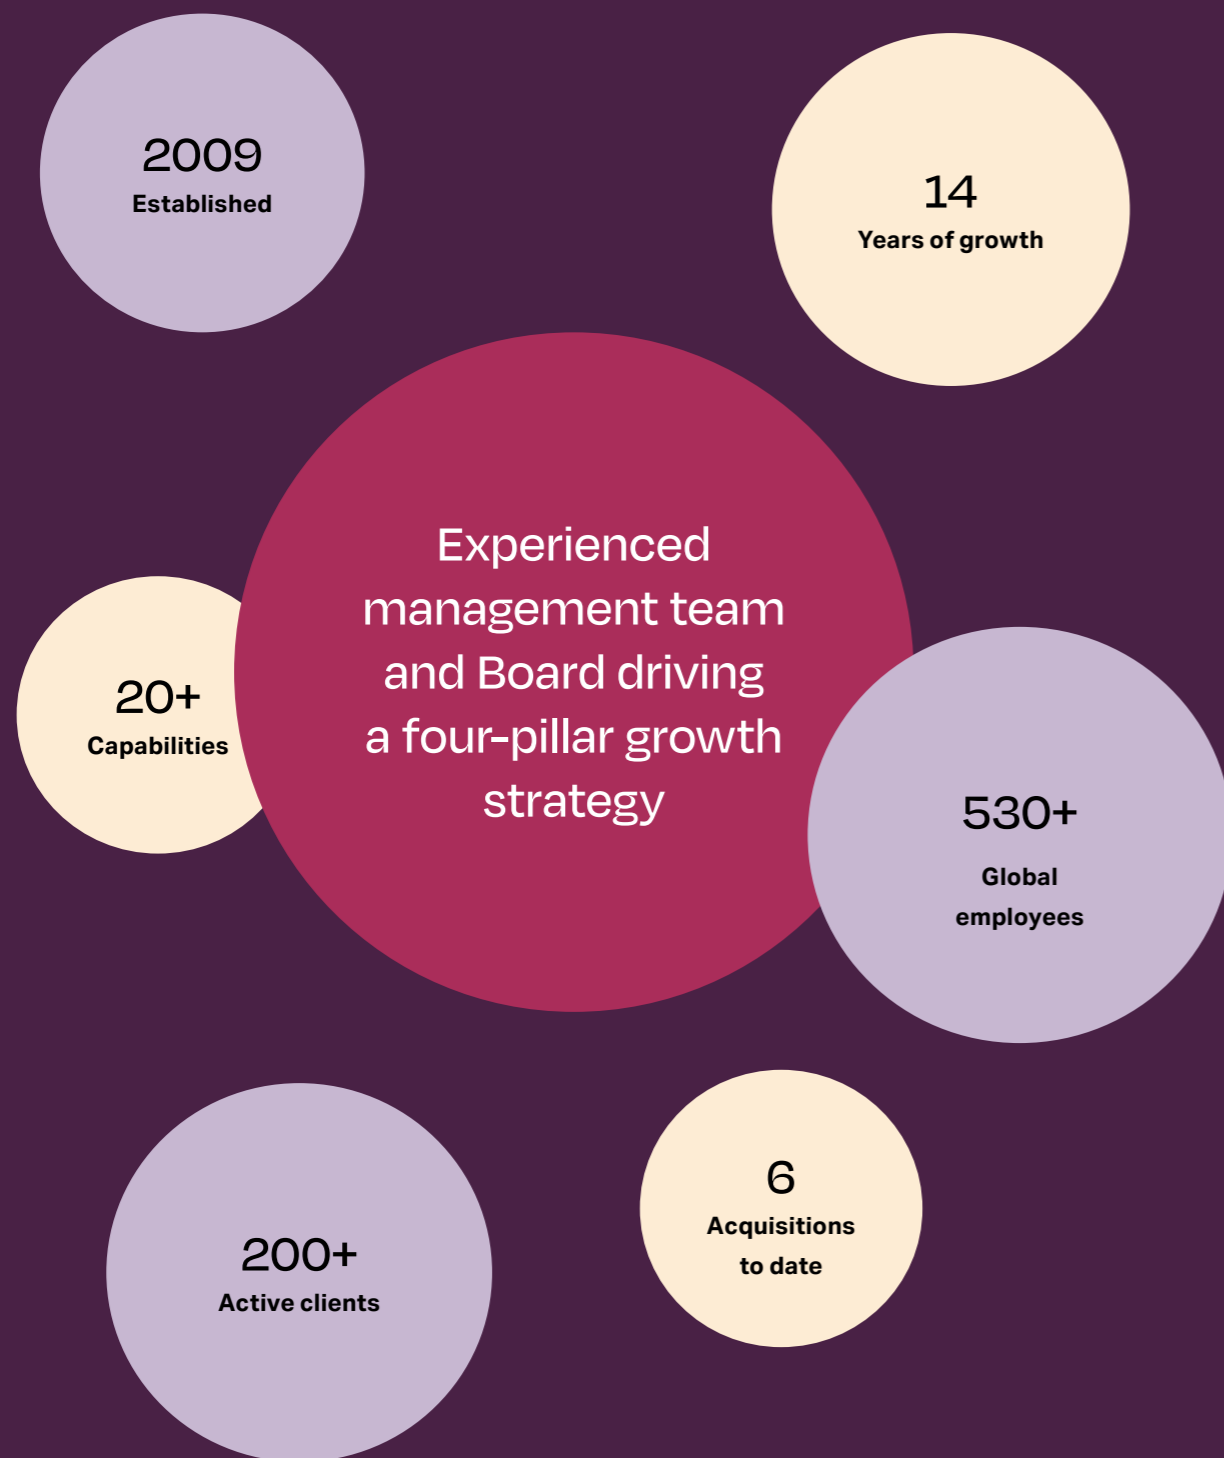 2009
Established
14
Years of growth
Experienced
management team
and Board driving
a four-pillar growth
strategy
20+
Capabilities
530+
Global
employees
6
Acquisitions
to date
200+
Active clients